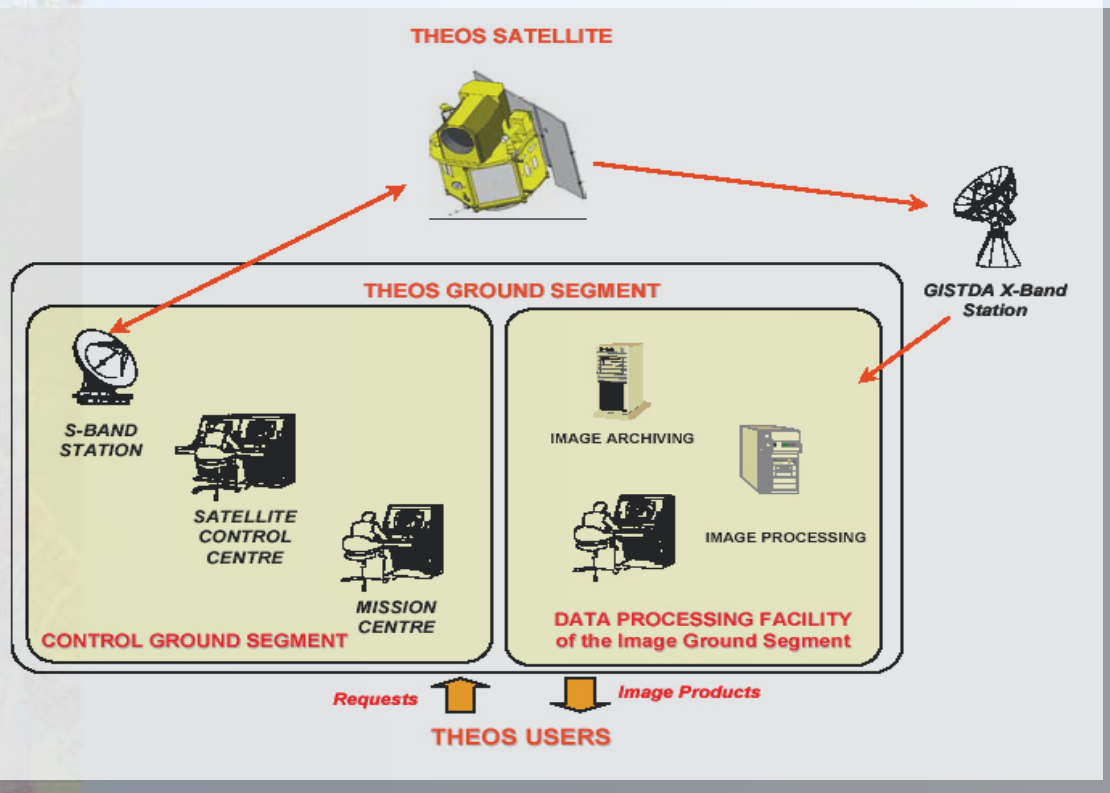 THEOS SATELLITE
GISTDA X-Band
Station
THEOS GROUND SEGMENT
S-BAND
STATION
SATELLITE
CONTROL
CENTRE
MISSION
CENTRE
CONTROL GROUND SEGMENT
IMAGE ARCHIVING
IMAGE PROCESSING
DATA PROCESSING FACILITY
of the Image Ground Segment
Requests
Image Products
THEOS USERS